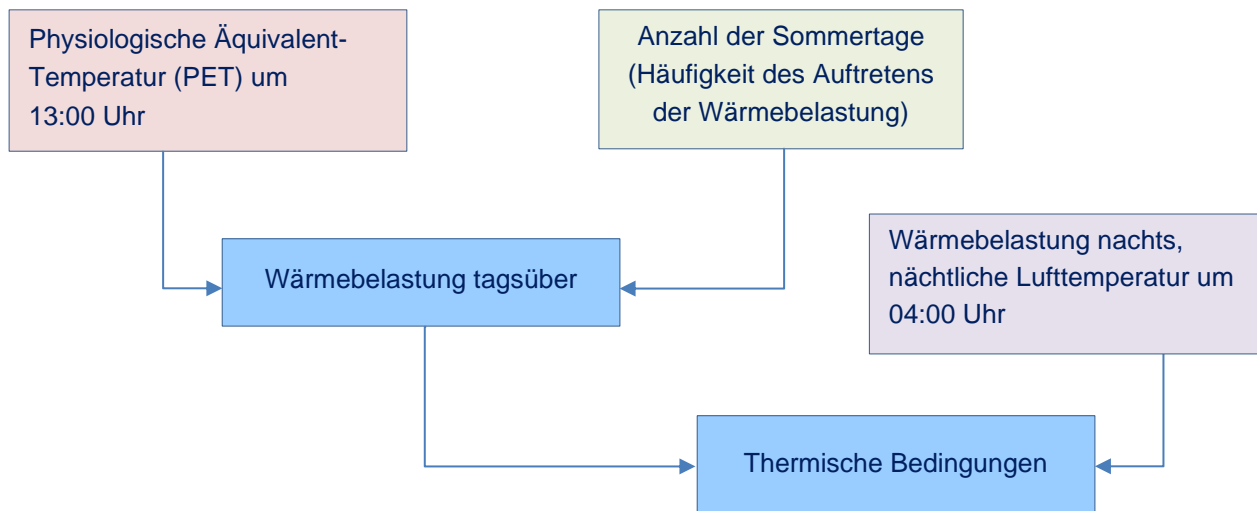 Physiologische Äquivalent-
Temperatur (PET) um
13:00 Uhr
Anzahl der Sommertage
(Häufigkeit des Auftretens
der Wärmebelastung)
Wärmebelastung nachts,
nächtliche Lufttemperatur um
04:00 Uhr
Wärmebelastung tagsüber
Thermische Bedingungen